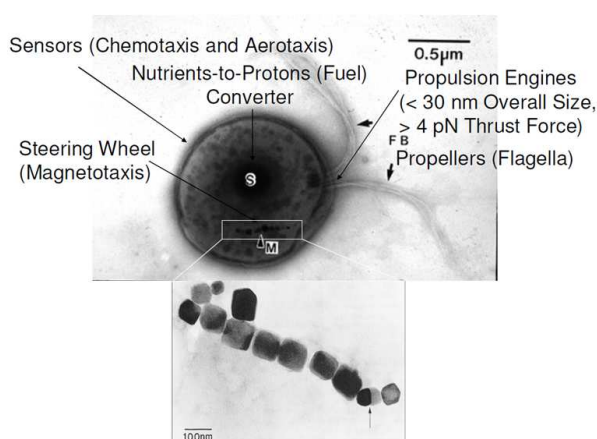 Sensors (Chemotaxis and Aerotaxis)
0.5µm
Nutrients-to-Protons (Fuel)
Converter
Propulsion Engines
(< 30 nm Overall Size,
> 4 pN Thrust Force)
FB
Propellers (Flagella)
Steering Wheel
(Magnetotaxis)
S
M
100nm